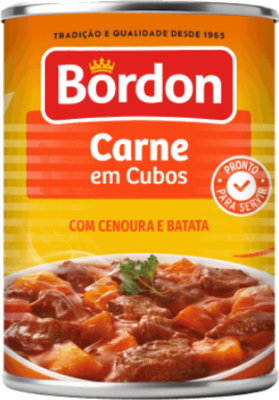 TRADIÇÃO E QUALIDADE DESDE 1965
Bordon
Carne
em Cubos
PRONTO
PARA SERVIR
COM CENOURA E BATATA